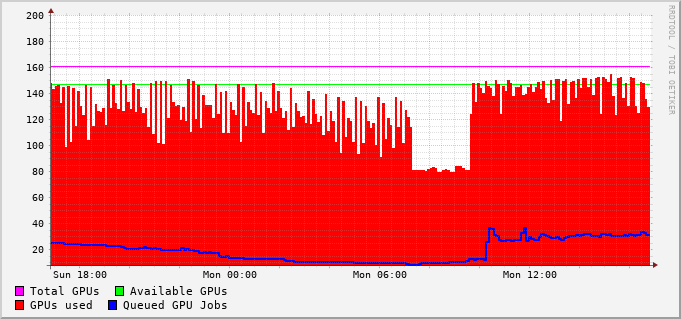 200
180
160
140
120
100
80
60
40
20
Sun 18:00 Mon 00:00 Mon 06:00 Mon 12:00
Total GPUs Available GPUs
GPUs used Queued GPU Jobs
RRDTOOL / TOBI OETIKER